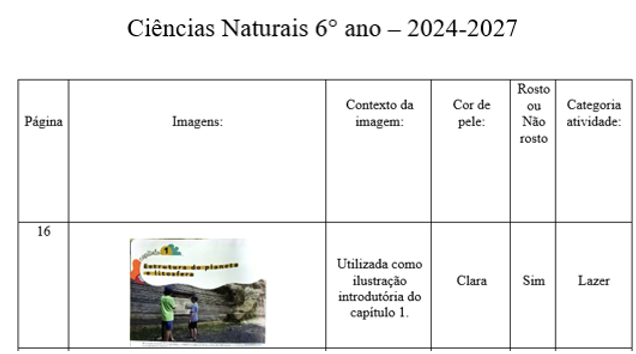 Ciências Naturais 6° ano – 2024-2027
Página
Imagens:
Contexto da
imagem:
Cor de
pele:
Rosto
ou
Não
rosto
Categoria
atividade:
16
capítulo 1
Estrutura do planeta
e litosfera
Utilizada como
ilustração
introdutória do
capítulo 1.
Clara
Sim
Lazer